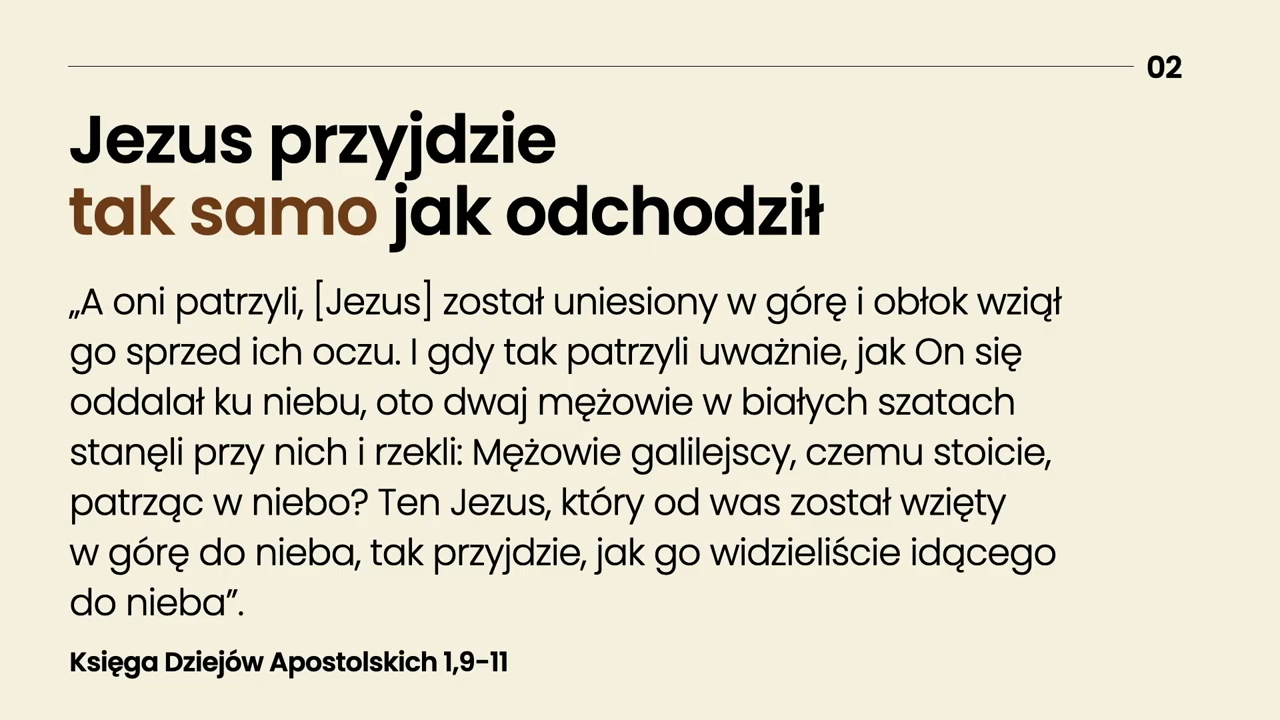 02
Jezus przyjdzie
tak samo jak odchodził
„A oni patrzyli, [Jezus] został uniesiony w górę i obłok wziął
go sprzed ich oczu. I gdy tak patrzyli uważnie, jak On się
oddalał ku niebu, oto dwaj mężowie w białych szatach
stanęli przy nich i rzekli: Mężowie galilejscy, czemu stoicie,
patrząc w niebo? Ten Jezus, który od was został wzięty
w górę do nieba, tak przyjdzie, jak go widzieliście idącego
do nieba”.
Księga Dziejów Apostolskich 1,9-11